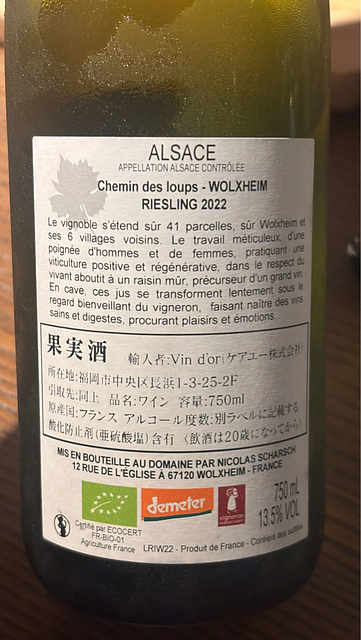 ALSACE
APPELLATION ALSACE CONTRÔLÉE
Chemin des loups - WOLXHEIM
RIESLING 2022
Le vignoble s'étend sûr 41 parcelles, sûr Wolxheim et
ses 6 villages voisins. Le travail méticuleux, d'une
poignée d'hommes et de femmes, pratiquant une
viticulture positive et régénérative, dans le respect du
vivant aboutit à un raisin mûr, précurseur d'un grand vin.
En cave, ces jus se transforment lentement sous le
regard bienveillant du vigneron, faisant naître des vins
sains et digestes, procurant plaisirs et émotions.
果実酒 輸入者:Vin d'or(ケアユー株式会社)
所在地:福岡市中央区長浜1-3-25-2F
引取先:同上 品名:ワイン 容量:750ml
原産国:フランス アルコール度数:別ラベルに記載する
酸化防止剤(亜硫酸塩)含有 (飲酒は20歳になってから)
MIS EN BOUTEILLE AU DOMAINE PAR NICOLAS SCHARSCH
12 RUE DE L'ÉGLISE À 67120 WOLXHEIM - FRANCE
demeter
vigneron
indépendant
750 ml
13.5% VOL
Certifié par ECOCERT
FR-BIO-01
Agriculture France
LRIW22 - Produit de France - Contient des sulfites